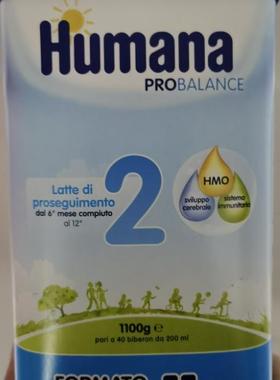 Humana
PROBALANCE
Latte di
proseguimento
dal 6° mese compiuto
al 12°
2
HMO
sviluppo
cerebrale
sistema
immunitario
1100g e
pari a 40 biberon da 200 ml
FORMATO